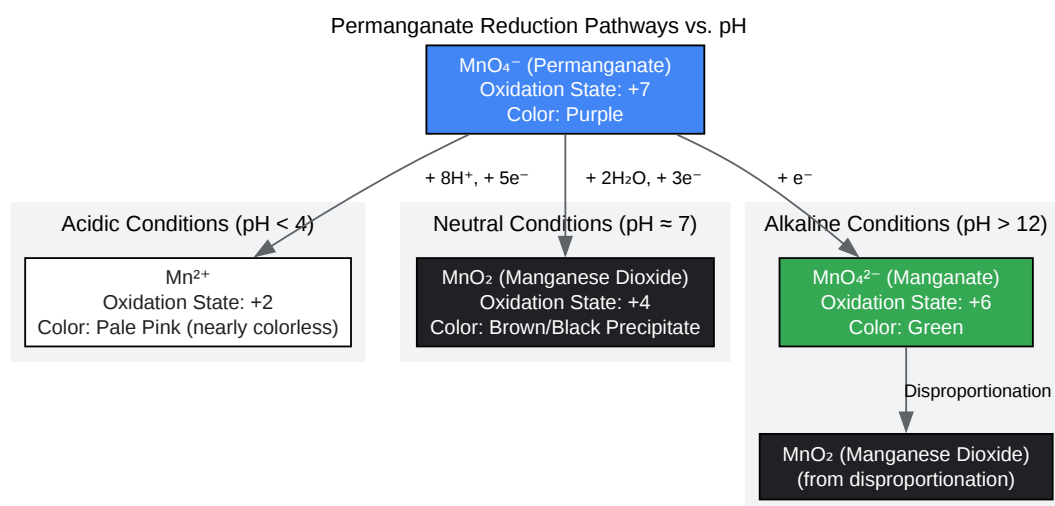 Permanganate Reduction Pathways vs. pH
MnO₄⁻ (Permanganate)
Oxidation State: +7
Color: Purple
+ 8H⁺, + 5e⁻
+ 2H₂O, + 3e⁻
+ e⁻
Acidic Conditions (pH < 4)
Mn²⁺
Oxidation State: +2
Color: Pale Pink (nearly colorless)
Neutral Conditions (pH ≈ 7)
MnO₂ (Manganese Dioxide)
Oxidation State: +4
Color: Brown/Black Precipitate
Alkaline Conditions (pH > 12)
MnO₄²⁻ (Manganate)
Oxidation State: +6
Color: Green
Disproportionation
MnO₂ (Manganese Dioxide)
(from disproportionation)